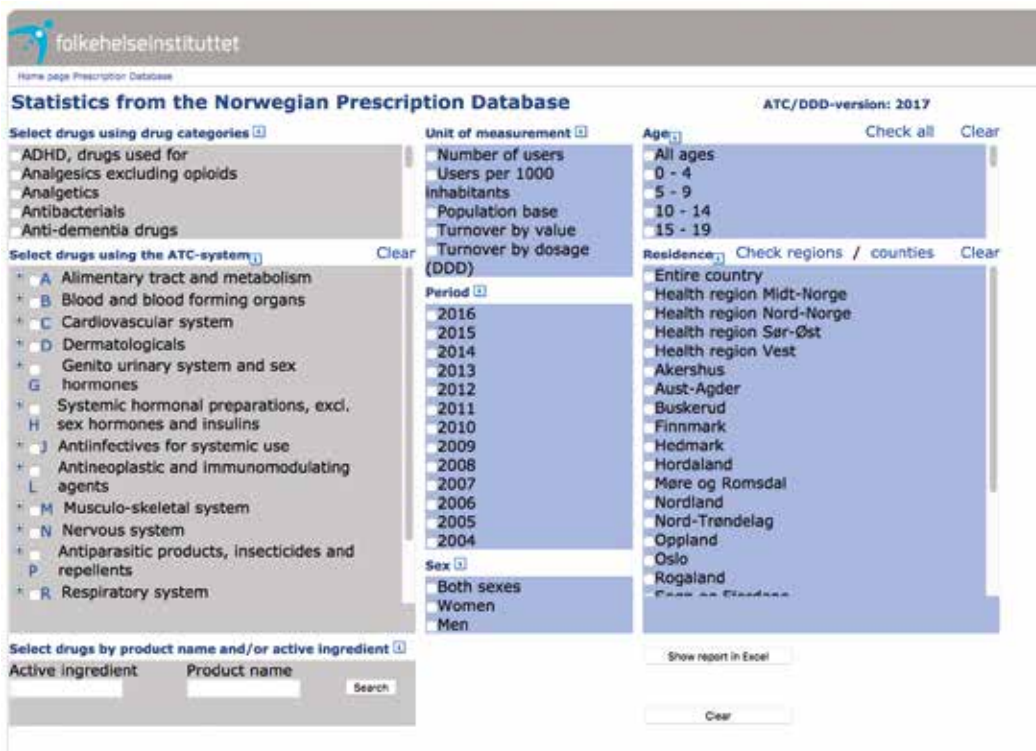 folkehelseinstituttet
Home page Prescription Database
Statistics from the Norwegian Prescription Database
ATC/DDD-version: 2017
Select drugs using drug categories
ADHD, drugs used for
Analgesics excluding opioids
Analgetics
Antibacterials
Anti-dementia drugs
Select drugs using the ATC-system
Clear
+ A Alimentary tract and metabolism
+ B Blood and blood forming organs
+ C Cardiovascular system
+ D Dermatologicals
+ Genito urinary system and sex
G hormones
+ Systemic hormonal preparations, excl.
H sex hormones and insulins
+ J Antiinfectives for systemic use
+ Antineoplastic and immunomodulating
L agents
+ M Musculo-skeletal system
+ N Nervous system
+ Antiparasitic products, insecticides and
P repellents
+ R Respiratory system
Select drugs by product name and/or active ingredient
Active ingredient Product name
Search
Unit of measurement
Number of users
Users per 1000
inhabitants
Population base
Turnover by value
Turnover by dosage
(DDD)
Period
2016
2015
2014
2013
2012
2011
2010
2009
2008
2007
2006
2005
2004
Sex
Both sexes
Women
Men
Age Check all Clear
All ages
0 - 4
5 - 9
10 - 14
15 - 19
Residence Check regions / counties Clear
Entire country
Health region Midt-Norge
Health region Nord-Norge
Health region Sør-Øst
Health region Vest
Akershus
Aust-Agder
Buskerud
Finnmark
Hedmark
Hordaland
Møre og Romsdal
Nordland
Nord-Trøndelag
Oppland
Oslo
Rogaland
Show report in Excel
Clear